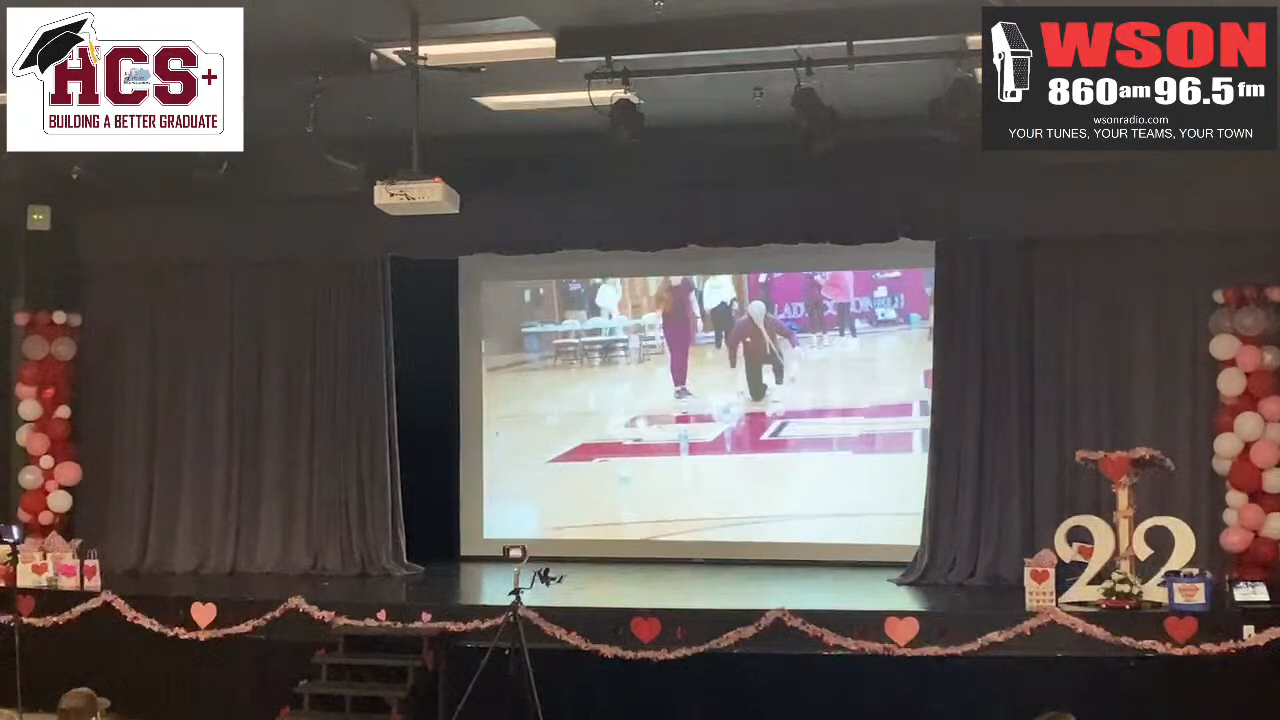 HCS+
BUILDING A BETTER GRADUATE
WSON
860am 96.5fm
wsonradio.com
YOUR TUNES, YOUR TEAMS, YOUR TOWN
22